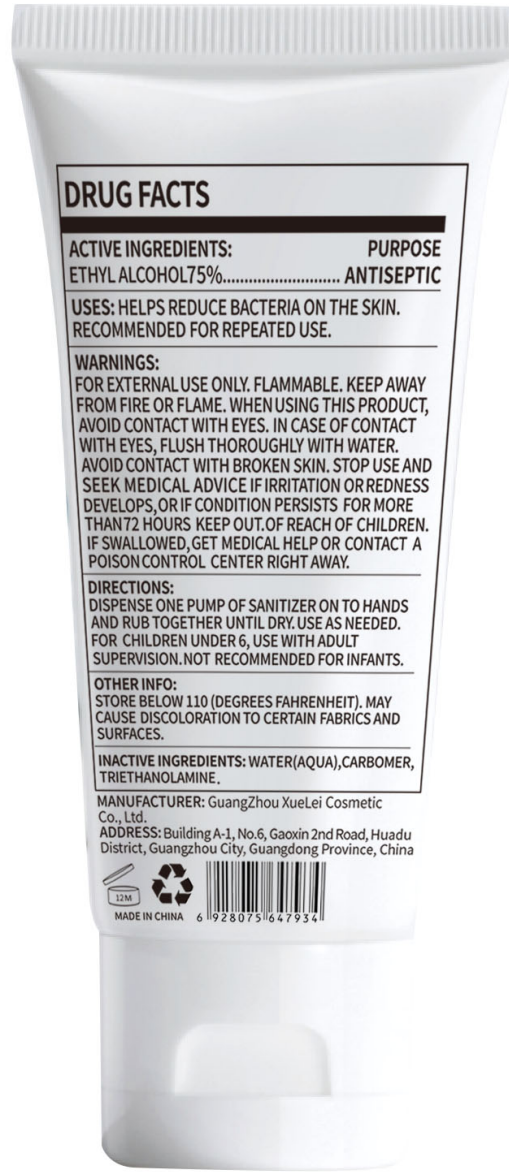 DRUG FACTS
ACTIVE INGREDIENTS: PURPOSE
ETHYL ALCOHOL75%............................ ANTISEPTIC
USES: HELPS REDUCE BACTERIA ON THE SKIN.
RECOMMENDED FOR REPEATED USE.
WARNINGS:
FOR EXTERNAL USE ONLY. FLAMMABLE. KEEP AWAY
FROM FIRE OR FLAME. WHEN USING THIS PRODUCT,
AVOID CONTACT WITH EYES. IN CASE OF CONTACT
WITH EYES, FLUSH THOROUGHLY WITH WATER.
AVOID CONTACT WITH BROKEN SKIN. STOP USE AND
SEEK MEDICAL ADVICE IF IRRITATION OR REDNESS
DEVELOPS,OR IF CONDITION PERSISTS FOR MORE
THAN 72 HOURS KEEP OUT.OF REACH OF CHILDREN.
IF SWALLOWED,GET MEDICAL HELP OR CONTACT A
POISON CONTROL CENTER RIGHT AWAY.
DIRECTIONS:
DISPENSE ONE PUMP OF SANITIZER ON TO HANDS
AND RUB TOGETHER UNTIL DRY. USE AS NEEDED.
FOR CHILDREN UNDER 6, USE WITH ADULT
SUPERVISION.NOT RECOMMENDED FOR INFANTS.
OTHER INFO:
STORE BELOW 110 (DEGREES FAHRENHEIT). MAY
CAUSE DISCOLORATION TO CERTAIN FABRICS AND
SURFACES.
INACTIVE INGREDIENTS: WATER(AQUA),CARBOMER,
TRIETHANOLAMINE.
MANUFACTURER: GuangZhou XueLei Cosmetic
Co., Ltd.
ADDRESS: Building A-1, No.6, Gaoxin 2nd Road, Huadu
District, Guangzhou City, Guangdong Province, China
12M
MADE IN CHINA 6 928075 647934